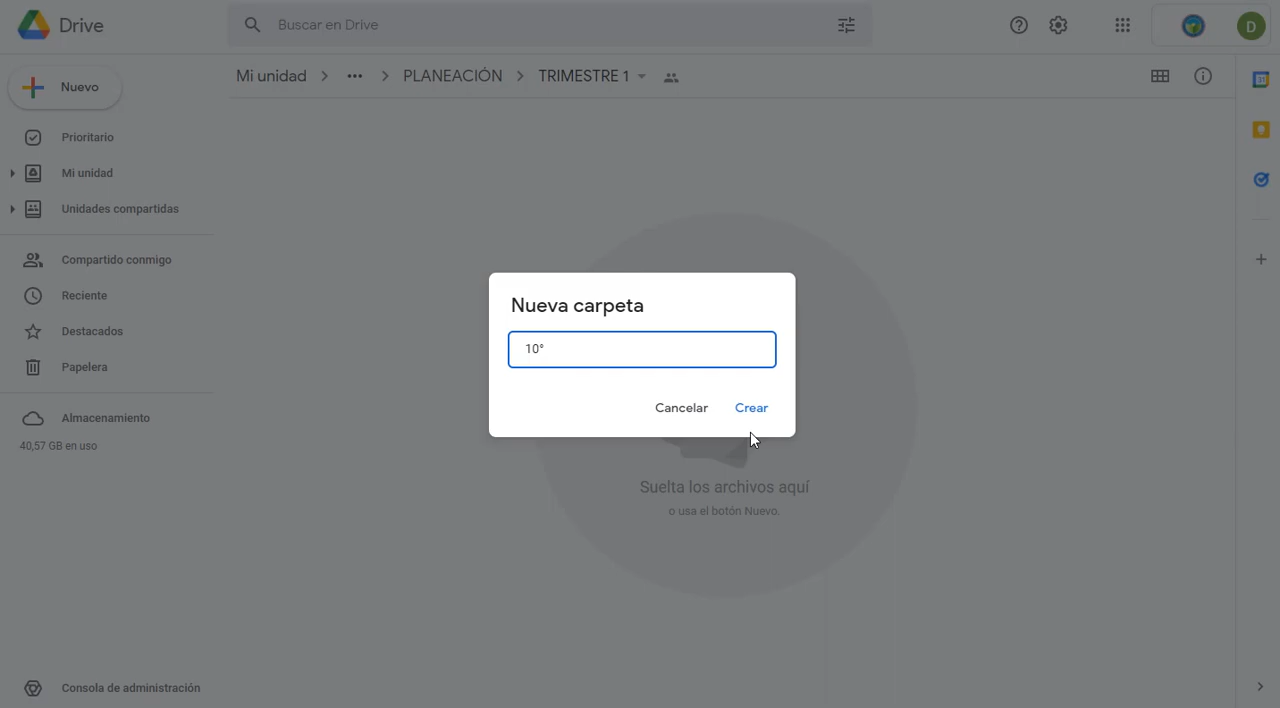 Drive
Buscar en Drive
D
Nuevo
Mi unidad > ··· > PLANEACIÓN > TRIMESTRE 1
Prioritario
Mi unidad
Unidades compartidas
Compartido conmigo
Reciente
Destacados
Papelera
Almacenamiento
40,57 GB en uso
Nueva carpeta
10°
Cancelar
Crear
Suelta los archivos aquí
o usa el botón Nuevo.
Consola de administración